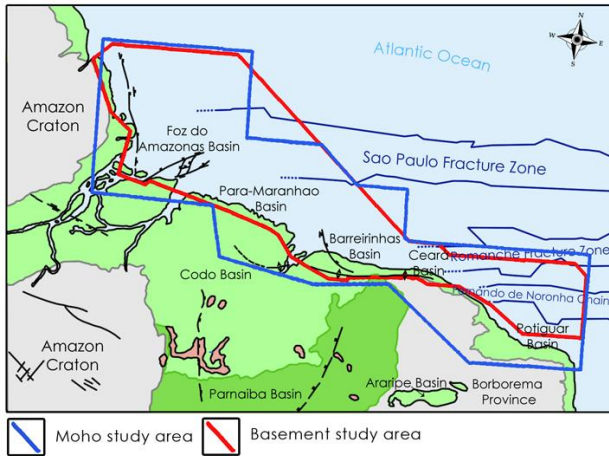 Atlantic Ocean
N
W
E
S
Amazon
Craton
Foz do
Amazonas Basin
Sao Paulo Fracture Zone
Para-Maranhao
Basin
Barreirinhas
Basin
Ceara
Basin
Romanche Fracture Zone
Codo Basin
Fernando de Noronha Chain
Potiguar
Basin
Amazon
Craton
Parnaiba Basin
Araripe Basin
Borborema
Province
Moho study area
Basement study area